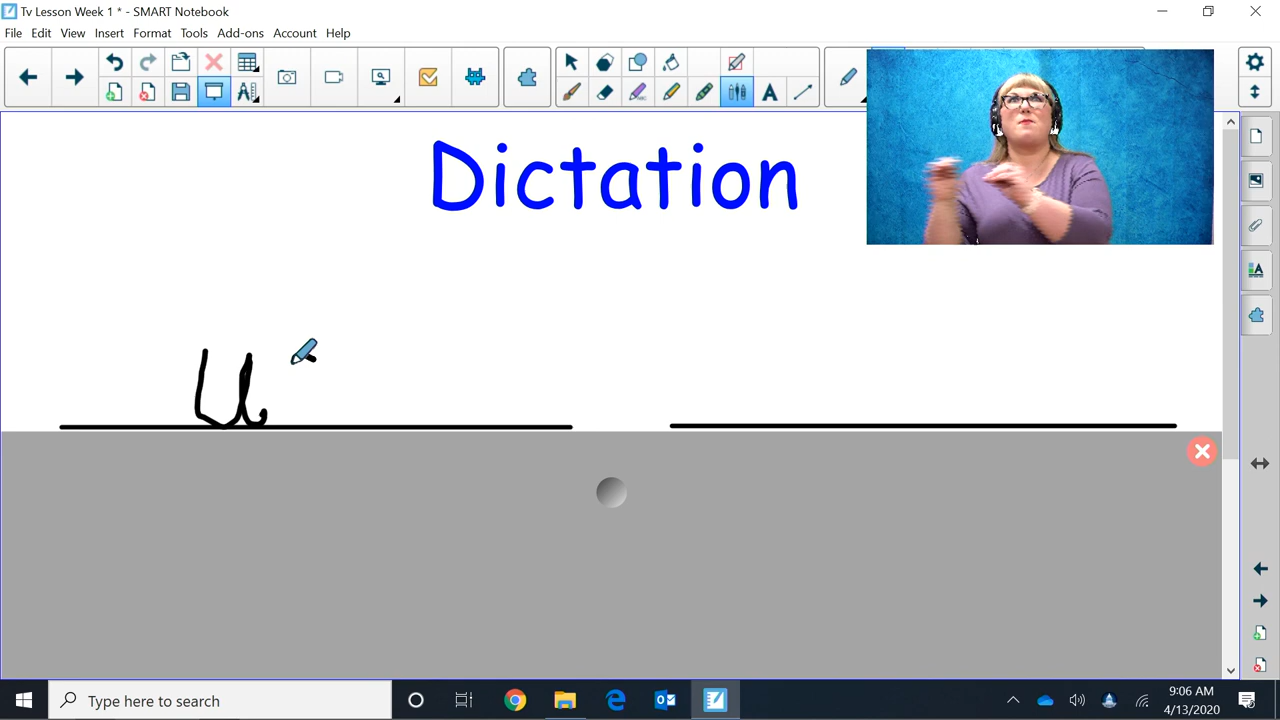 Tv Lesson Week 1 * - SMART Notebook
File Edit View Insert Format Tools Add-ons Account Help
Dictation
u
Type here to search
9:06 AM
4/13/2020